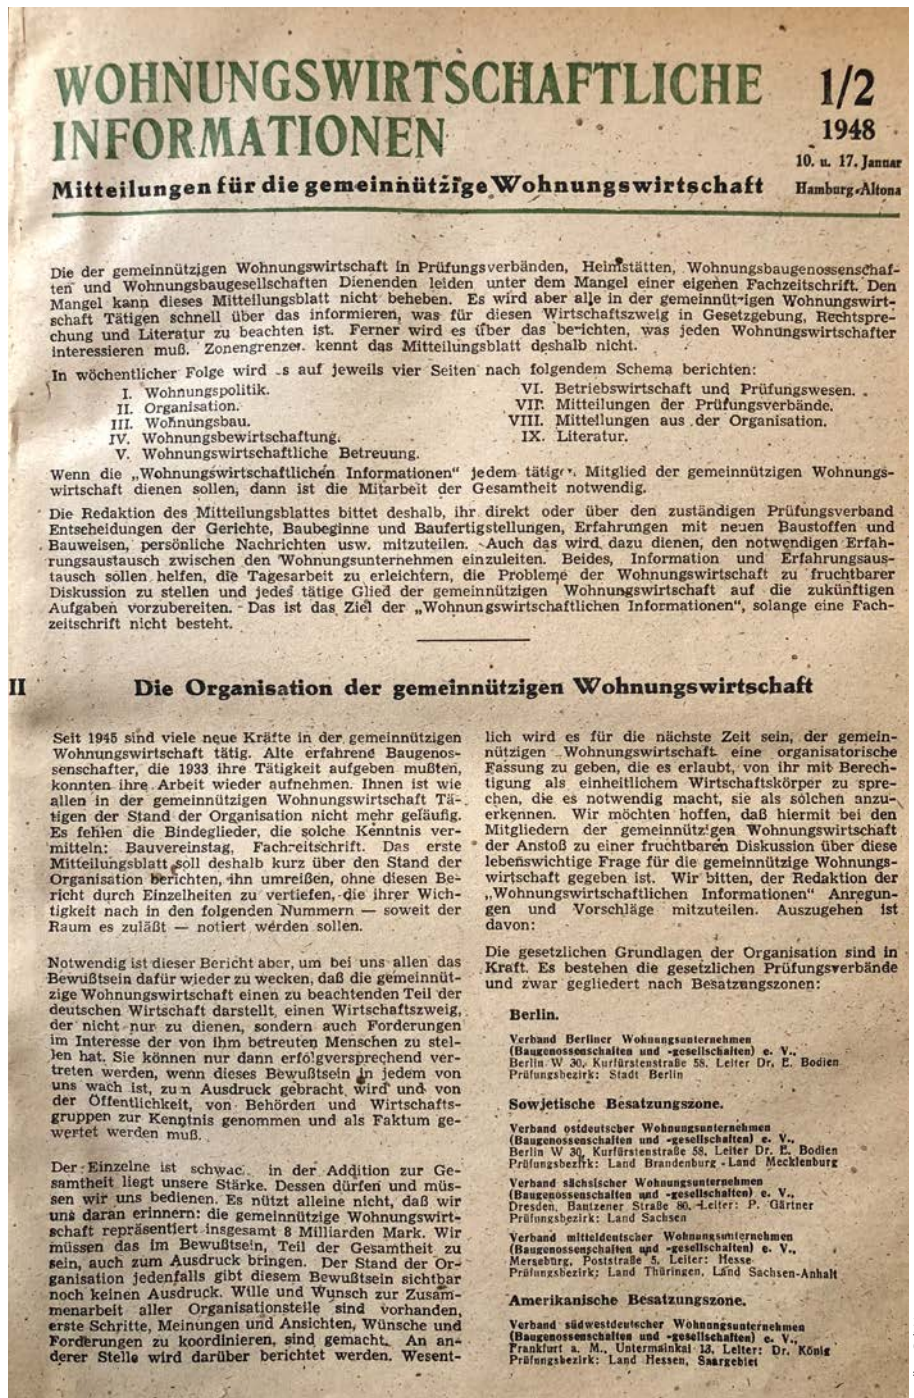 WOHNUNGSWIRTSCHAFTLICHE
INFORMATIONEN
Mitteilungen für die gemeinnützige Wohnungswirtschaft
1/2
1948
10. u. 17. Januar
Hamburg-Altona
Die der gemeinnützigen Wohnungswirtschaft in Prüfungsverbänden, Heimstätten, Wohnungsbaugenossenschaf-
ten und Wohnungsbaugesellschaften Dienenden leiden unter dem Mangel einer eigenen Fachzeitschrift. Den
Mangel kann dieses Mitteilungsblatt nicht beheben. Es wird aber alle in der gemeinnützigen Wohnungswirt-
schaft Tätigen schnell über das informieren, was für diesen Wirtschaftszweig in Gesetzgebung, Rechtspre-
chung und Literatur zu beachten ist. Ferner wird es über das berichten, was jeden Wohnungswirtschafter
interessieren muß. Zonengrenzen kennt das Mitteilungsblatt deshalb nicht.
In wöchentlicher Folge wird es auf jeweils vier Seiten nach folgendem Schema berichten:
I. Wohnungspolitik.
II. Organisation.
III. Wohnungsbau.
IV. Wohnungsbewirtschaftung.
V. Wohnungswirtschaftliche Betreuung.
VI. Betriebswirtschaft und Prüfungswesen.
VII. Mitteilungen der Prüfungsverbände.
VIII. Mitteilungen aus der Organisation.
IX. Literatur.
Wenn die „Wohnungswirtschaftlichen Informationen“ jedem tätigen Mitglied der gemeinnützigen Wohnungs-
wirtschaft dienen sollen, dann ist die Mitarbeit der Gesamtheit notwendig.
Die Redaktion des Mitteilungsblattes bittet deshalb, ihr direkt oder über den zuständigen Prüfungsverband
Entscheidungen der Gerichte, Baubeginne und Baufertigstellungen, Erfahrungen mit neuen Baustoffen und
Bauweisen, persönliche Nachrichten usw. mitzuteilen. Auch das wird dazu dienen, den notwendigen Erfah-
rungsaustausch zwischen den Wohnungsunternehmen einzuleiten. Beides, Information und Erfahrungsaus-
tausch sollen helfen, die Tagesarbeit zu erleichtern, die Probleme der Wohnungswirtschaft zu fruchtbarer
Diskussion zu stellen und jedes tätige Glied der gemeinnützigen Wohnungswirtschaft auf die zukünftigen
Aufgaben vorzubereiten. - Das ist das Ziel der „Wohnungswirtschaftlichen Informationen“, solange eine Fach-
zeitschrift nicht besteht.
II Die Organisation der gemeinnützigen Wohnungswirtschaft
Seit 1945 sind viele neue Kräfte in der gemeinnützigen
Wohnungswirtschaft tätig. Alte erfahrene Baugenos-
senschafter, die 1933 ihre Tätigkeit aufgeben mußten,
konnten ihre Arbeit wieder aufnehmen. Ihnen ist wie
allen in der gemeinnützigen Wohnungswirtschaft Tä-
tigen der Stand der Organisation nicht mehr geläufig.
Es fehlen die Bindeglieder, die solche Kenntnis ver-
mitteln: Bauvereinstag, Fachzeitschrift. Das erste
Mitteilungsblatt soll deshalb kurz über den Stand der
Organisation berichten, ihn umreißen, ohne diesen Be-
richt durch Einzelheiten zu vertiefen, die ihrer Wich-
tigkeit nach in den folgenden Nummern — soweit der
Raum es zuläßt — notiert werden sollen.
Notwendig ist dieser Bericht aber, um bei uns allen das
Bewußtsein dafür wieder zu wecken, daß die gemeinnüt-
zige Wohnungswirtschaft einen zu beachtenden Teil der
deutschen Wirtschaft darstellt, einen Wirtschaftszweig,
der nicht nur zu dienen, sondern auch Forderungen
im Interesse der von ihm betreuten Menschen zu stel-
len hat. Sie können nur dann erfolgversprechend ver-
treten werden, wenn dieses Bewußtsein in jedem von
uns wach ist, zum Ausdruck gebracht wird und von
der Öffentlichkeit, von Behörden und Wirtschafts-
gruppen zur Kenntnis genommen und als Faktum ge-
wertet werden muß.
Der Einzelne ist schwach, in der Addition zur Ge-
samtheit liegt unsere Stärke. Dessen dürfen und müs-
sen wir uns bedienen. Es nützt alleine nicht, daß wir
uns daran erinnern: die gemeinnützige Wohnungswirt-
schaft repräsentiert insgesamt 8 Milliarden Mark. Wir
müssen das im Bewußtsein, Teil der Gesamtheit zu
sein, auch zum Ausdruck bringen. Der Stand der Or-
ganisation jedenfalls gibt diesem Bewußtsein sichtbar
noch keinen Ausdruck. Wille und Wunsch zur Zusam-
menarbeit aller Organisationsteile sind vorhanden,
erste Schritte, Meinungen und Ansichten, Wünsche und
Forderungen zu koordinieren, sind gemacht. An an-
derer Stelle wird darüber berichtet werden. Wesent-
lich wird es für die nächste Zeit sein, der gemein-
nützigen Wohnungswirtschaft eine organisatorische
Fassung zu geben, die es erlaubt, von ihr mit Berech-
tigung als einheitlichem Wirtschaftskörper zu spre-
chen, die es notwendig macht, sie als solchen anzu-
erkennen. Wir möchten hoffen, daß hiermit bei den
Mitgliedern der gemeinnützigen Wohnungswirtschaft
der Anstoß zu einer fruchtbaren Diskussion über diese
lebenswichtige Frage für die gemeinnützige Wohnungs-
wirtschaft gegeben ist. Wir bitten, der Redaktion der
„Wohnungswirtschaftlichen Informationen“ Anregun-
gen und Vorschläge mitzuteilen. Auszugehen ist
davon:
Die gesetzlichen Grundlagen der Organisation sind in
Kraft. Es bestehen die gesetzlichen Prüfungsverbände
und zwar gegliedert nach Besatzungszonen:
Berlin.
Verband Berliner Wohnungsunternehmen
(Baugenossenschaften und -gesellschaften) e. V.,
Berlin W 30, Kurfürstenstraße 58. Leiter Dr. E. Bodien
Prüfungsbezirk: Stadt Berlin
Sowjetische Besatzungszone.
Verband ostdeutscher Wohnungsunternehmen
(Baugenossenschaften und -gesellschaften) e. V.,
Berlin W 30, Kurfürstenstraße 58, Leiter Dr. E. Bodien
Prüfungsbezirk: Land Brandenburg - Land Mecklenburg
Verband sächsischer Wohnungsunternehmen
(Baugenossenschaften und -gesellschaften) e. V.,
Dresden, Bautzener Straße 80. Leiter: P. Gärtner
Prüfungsbezirk: Land Sachsen
Verband mitteldeutscher Wohnungsunternehmen
(Baugenossenschaften und -gesellschaften) e. V.,
Merseburg, Poststraße 5, Leiter: Hesse
Prüfungsbezirk: Land Thüringen, Land Sachsen-Anhalt
Amerikanische Besatzungszone.
Verband südwestdeutscher Wohnungsunternehmen
(Baugenossenschaften und -gesellschaften) e. V.,
Frankfurt a. M., Untermainkai 13, Leiter: Dr. König
Prüfungsbezirk: Land Hessen, Saargebiet